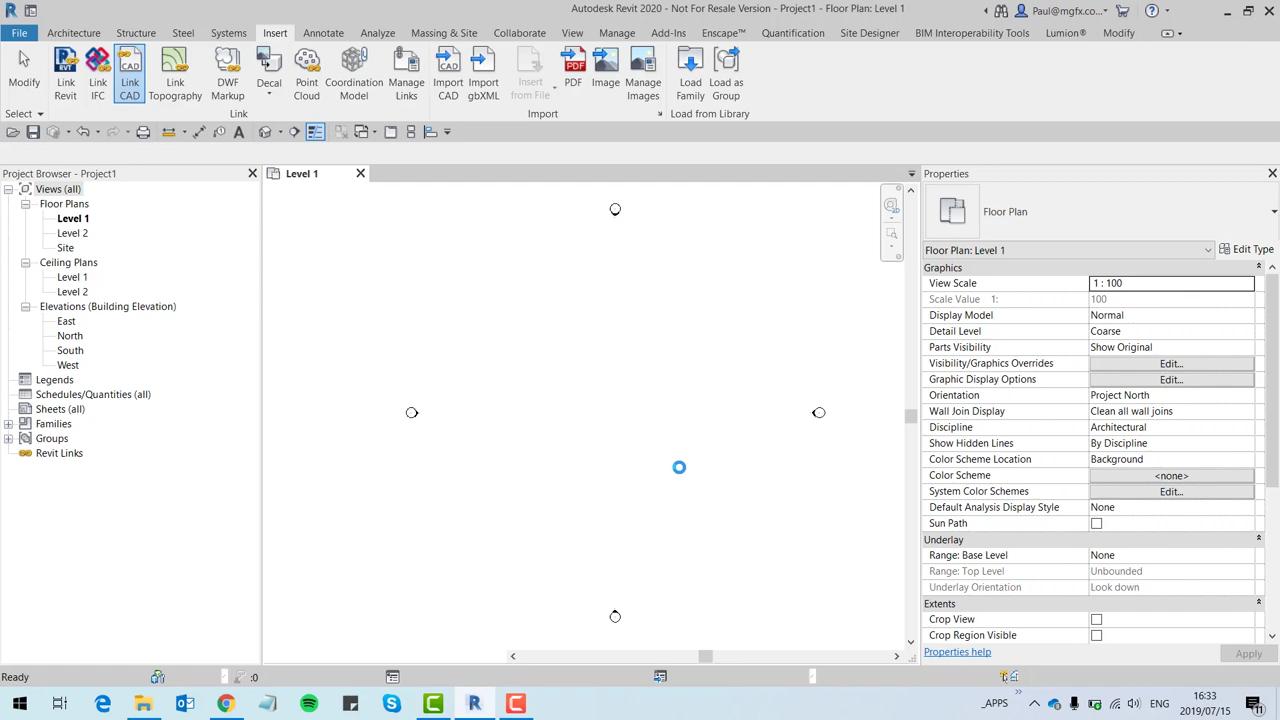 Autodesk Revit 2020 - Not For Resale Version - Project1 - Floor Plan: Level 1
Paul@mgfx.co...
File Architecture Structure Steel Systems Insert Annotate Analyze Massing & Site Collaborate View Manage Add-Ins Enscape™ Quantification Site Designer BIM Interoperability Tools Lumion® Modify
Modify
Link Revit
Link IFC
Link CAD
Link Topography
DWF Markup
Decal
Point Cloud
Coordination Model
Manage Links
Import CAD
Import gbXML
Insert from File
PDF
Image
Manage Images
Load Family
Load as Group
Select
Link
Import
Load from Library
Project Browser - Project1
Views (all)
Floor Plans
Level 1
Level 2
Site
Ceiling Plans
Level 1
Level 2
Elevations (Building Elevation)
East
North
South
West
Legends
Schedules/Quantities (all)
Sheets (all)
Families
Groups
Revit Links
Level 1
Properties
Floor Plan
Floor Plan: Level 1
Edit Type
Graphics
View Scale 1 : 100
Scale Value 1: 100
Display Model Normal
Detail Level Coarse
Parts Visibility Show Original
Visibility/Graphics Overrides Edit...
Graphic Display Options Edit...
Orientation Project North
Wall Join Display Clean all wall joins
Discipline Architectural
Show Hidden Lines By Discipline
Color Scheme Location Background
Color Scheme <none>
System Color Schemes Edit...
Default Analysis Display Style None
Sun Path
Underlay
Range: Base Level None
Range: Top Level Unbounded
Underlay Orientation Look down
Extents
Crop View
Crop Region Visible
Properties help
Apply
Ready
:0
_APPS
ENG
16:33
2019/07/15
11